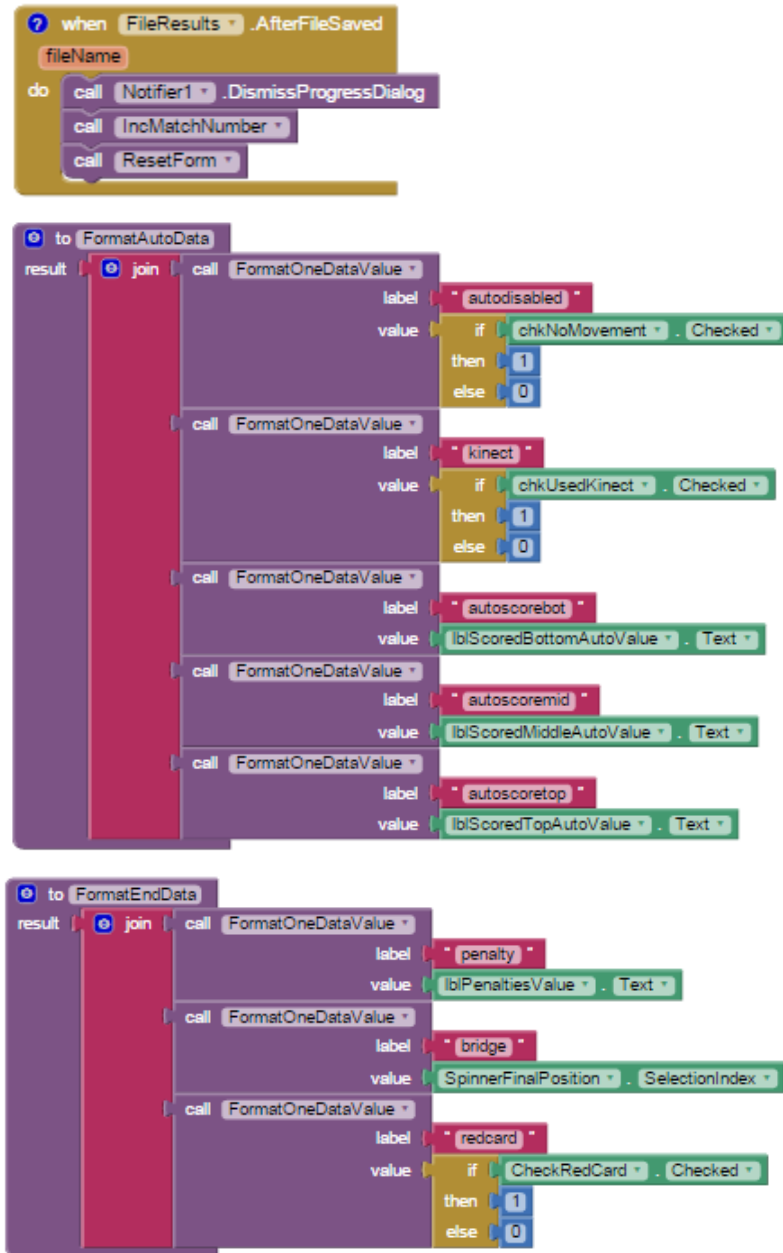 ? when FileResults .AfterFileSaved
fileName
do call Notifier1 .DismissProgressDialog
call IncMatchNumber
call ResetForm
to FormatAutoData
result join call FormatOneDataValue
label " autodisabled "
value if chkNoMovement . Checked
then 1
else 0
call FormatOneDataValue
label " kinect "
value if chkUsedKinect . Checked
then 1
else 0
call FormatOneDataValue
label " autoscorebot "
value lblScoredBottomAutoValue . Text
call FormatOneDataValue
label " autoscoremid "
value lblScoredMiddleAutoValue . Text
call FormatOneDataValue
label " autoscoretop "
value lblScoredTopAutoValue . Text
to FormatEndData
result join call FormatOneDataValue
label " penalty "
value lblPenaltiesValue . Text
call FormatOneDataValue
label " bridge "
value SpinnerFinalPosition . SelectionIndex
call FormatOneDataValue
label " redcard "
value if CheckRedCard . Checked
then 1
else 0